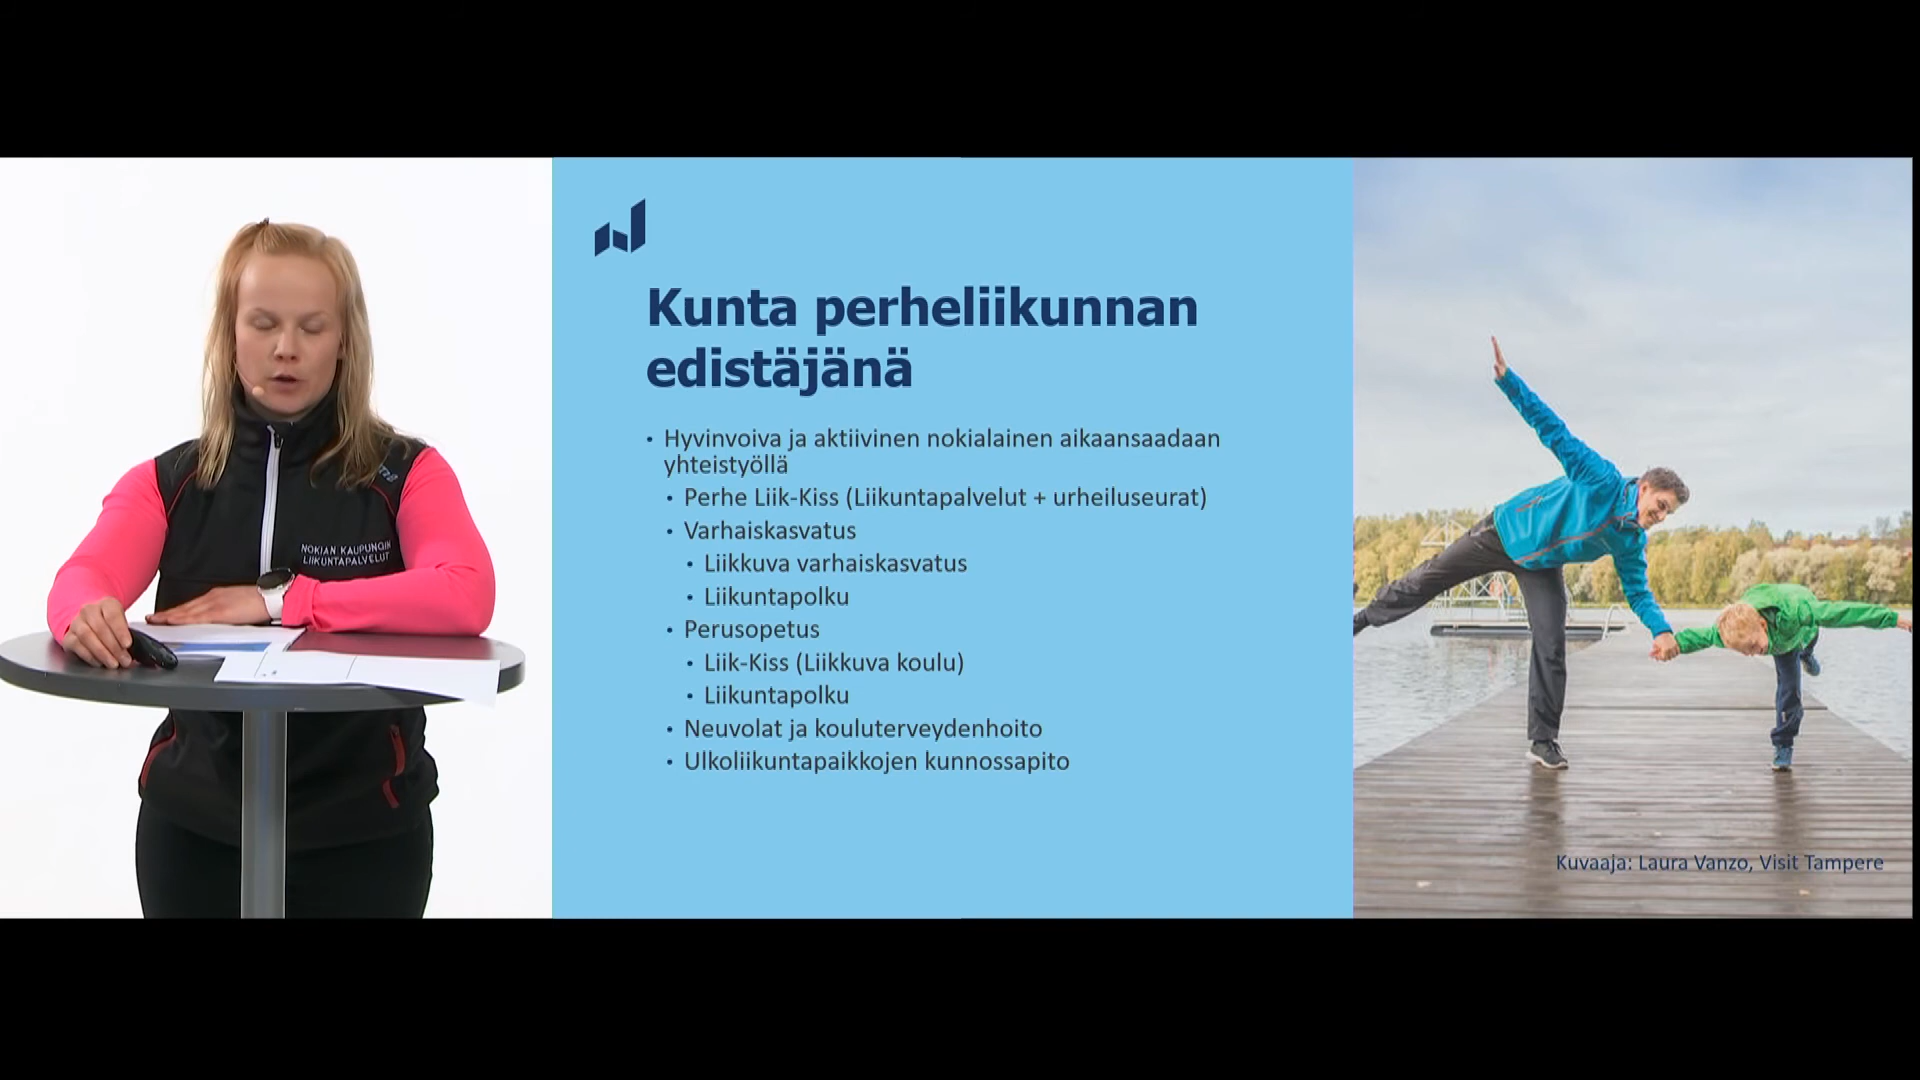 Kunta perheliikunnan
edistäjänä
• Hyvinvoiva ja aktiivinen nokialainen aikaansaadaan
yhteistyöllä
• Perhe Liik-Kiss (Liikuntapalvelut + urheiluseurat)
• Varhaiskasvatus
• Liikkuva varhaiskasvatus
• Liikuntapolku
• Perusopetus
• Liik-Kiss (Liikkuva koulu)
• Liikuntapolku
• Neuvolat ja kouluterveydenhoito
• Ulkoliikuntapaikkojen kunnossapito
NOKIAN KAUPUNGIN
LIIKUNTAPALVELUT
Kuvaaja: Laura Vanzo, Visit Tampere